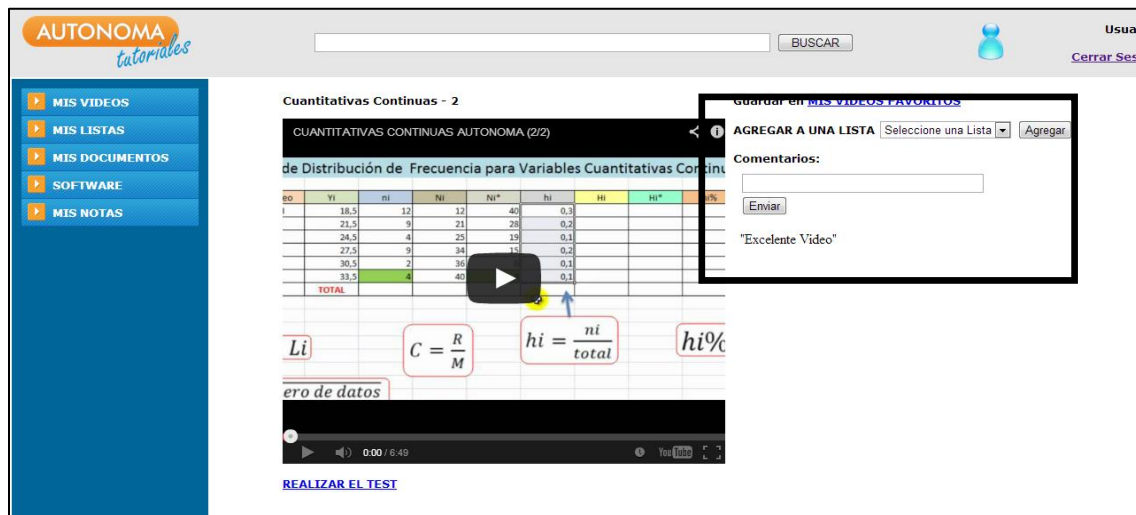 AUTONOMA
tutoriales
BUSCAR
Usua
Cerrar Ses
MIS VIDEOS
MIS LISTAS
MIS DOCUMENTOS
SOFTWARE
MIS NOTAS
Cuantitativas Continuas - 2
CUANTITATIVAS CONTINUAS AUTONOMA (2/2)
de Distribución de Frecuencia para Variables Cuantitativas Continu
eo Yi ni Ni Ni* hi Hi Hi* hi%
18,5 12 12 40 0,3
21,5 9 21 28 0,2
24,5 4 25 19 0,1
27,5 9 34 15 0,2
30,5 2 36 0,1
33,5 4 40 0,1
TOTAL
Li
C = R/M
hi = ni/total
hi%
ero de datos
0:00 / 6:49
YouTube
REALIZAR EL TEST
Guardar en MIS VIDEOS FAVORITOS
AGREGAR A UNA LISTA Seleccione una Lista Agregar
Comentarios:
Enviar
"Excelente Video"